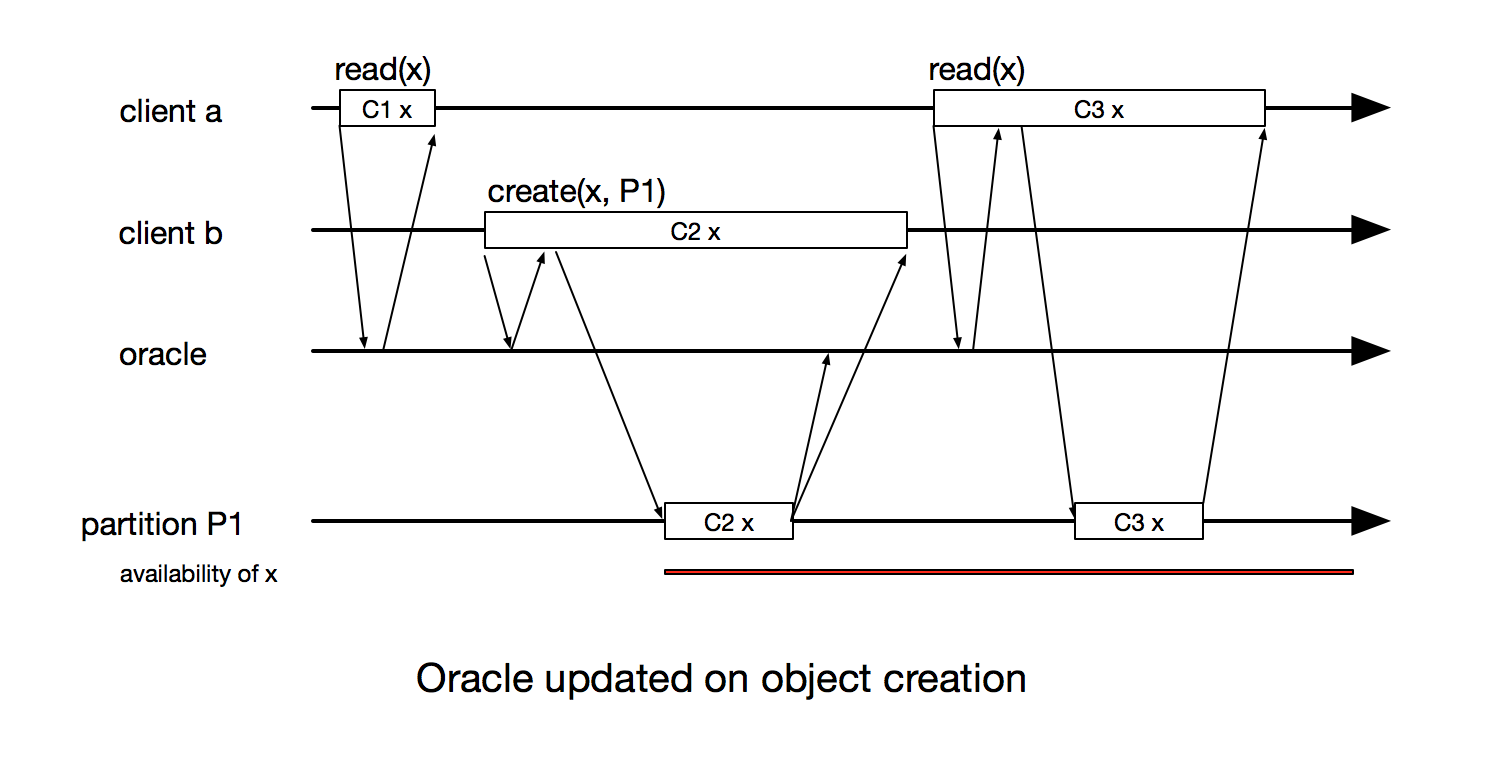 read(x)
read(x)
client a
C1 x
C3 x
create(x, P1)
client b
C2 x
oracle
partition P1
C2 x
C3 x
availability of x
Oracle updated on object creation